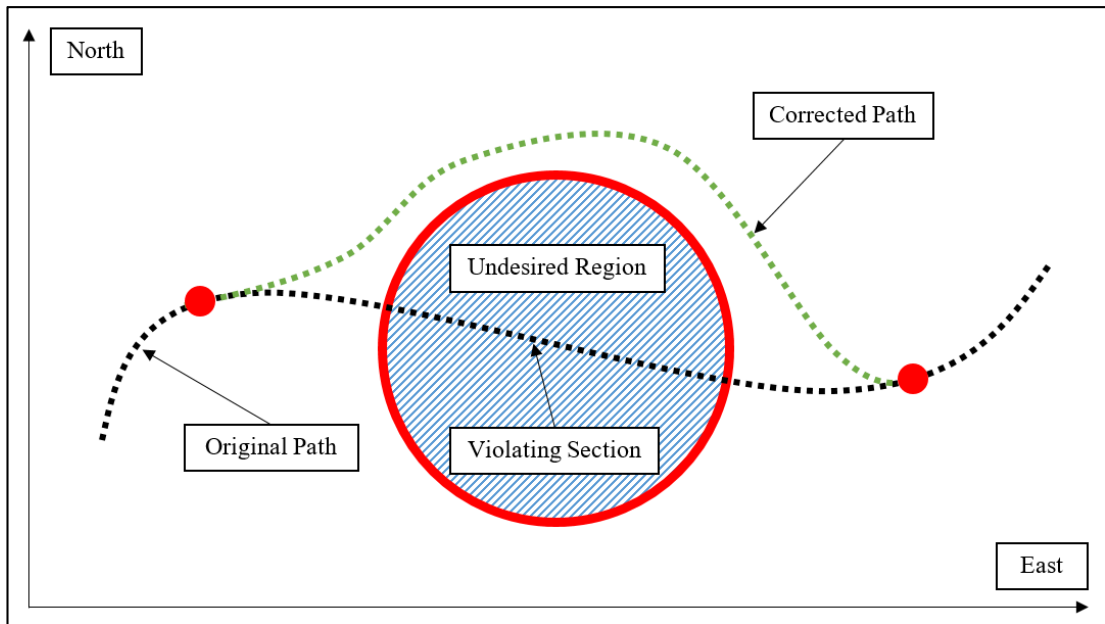 North
Corrected Path
Undesired Region
Original Path
Violating Section
East